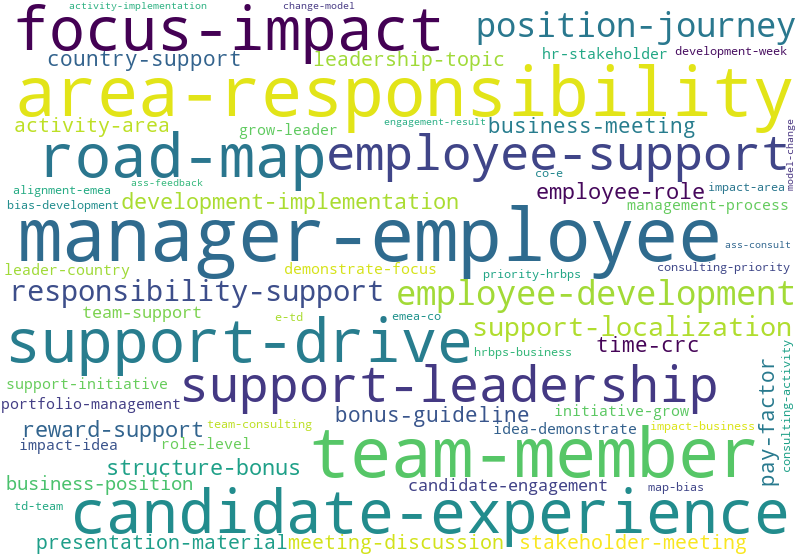 activity-implementation
change-model
focus-impact
position-journey
country-support
leadership-topic
hr-stakeholder
development-week
area-responsibility
activity-area
grow-leader
engagement-result
business-meeting
model-change
road-map
employee-support
co-e
alignment-emea
ass-feedback
employee-role
impact-area
bias-development
development-implementation
management-process
manager-employee
ass-consult
leader-country
demonstrate-focus
priority-hrbps
consulting-priority
responsibility-support
employee-development
team-support
e-td
emea-co
support-localization
support-drive
time-crc
hrbps-business
consulting-activity
support-initiative
support-leadership
pay-factor
portfolio-management
bonus-guideline
initiative-grow
reward-support
team-consulting
idea-demonstrate
impact-business
impact-idea
role-level
team-member
structure-bonus
business-position
candidate-engagement
map-bias
td-team
candidate-experience
presentation-material
meeting-discussion
stakeholder-meeting